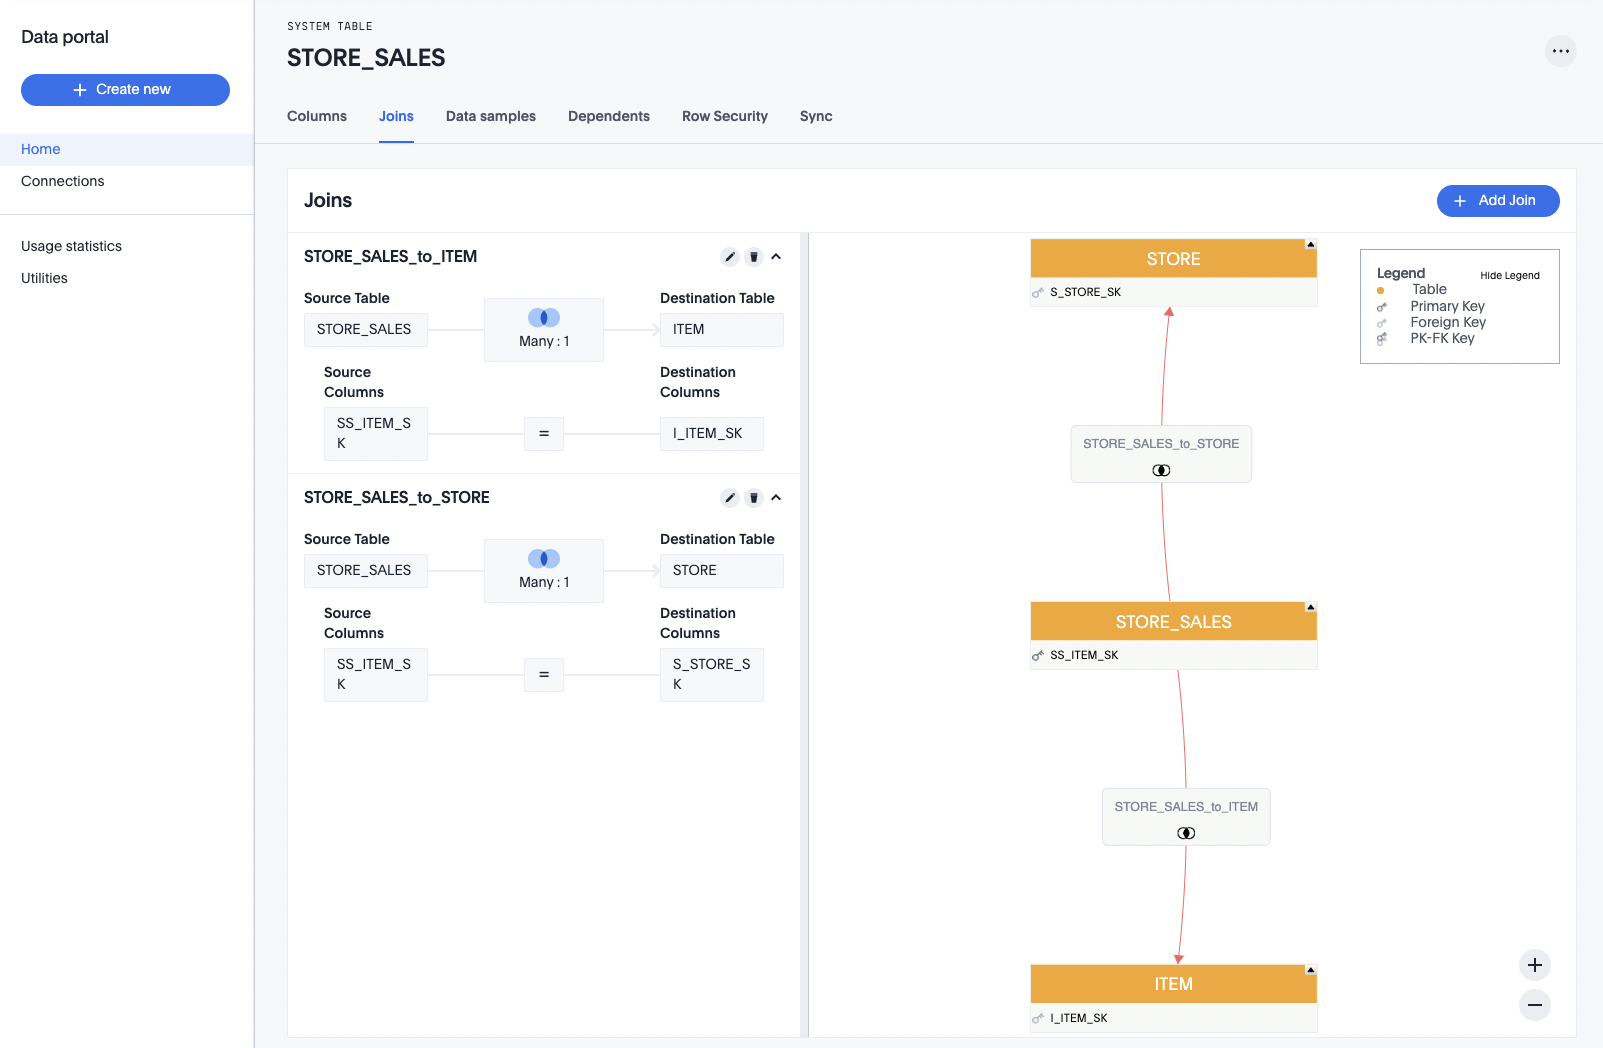 Data portal
Create new
Home
Connections
Usage statistics
Utilities
SYSTEM TABLE
STORE_SALES
Columns Joins Data samples Dependents Row Security Sync
Joins
Add Join
STORE_SALES_to_ITEM
Source Table
Destination Table
STORE_SALES
Many : 1
ITEM
Source
Columns
Destination
Columns
SS_ITEM_S
K
=
I_ITEM_SK
STORE_SALES_to_STORE
Source Table
Destination Table
STORE_SALES
Many : 1
STORE
Source
Columns
Destination
Columns
SS_ITEM_S
K
=
S_STORE_S
K
STORE
S_STORE_SK
STORE_SALES_to_STORE
STORE_SALES
SS_ITEM_SK
STORE_SALES_to_ITEM
ITEM
I_ITEM_SK
Legend
Hide Legend
Table
Primary Key
Foreign Key
PK-FK Key